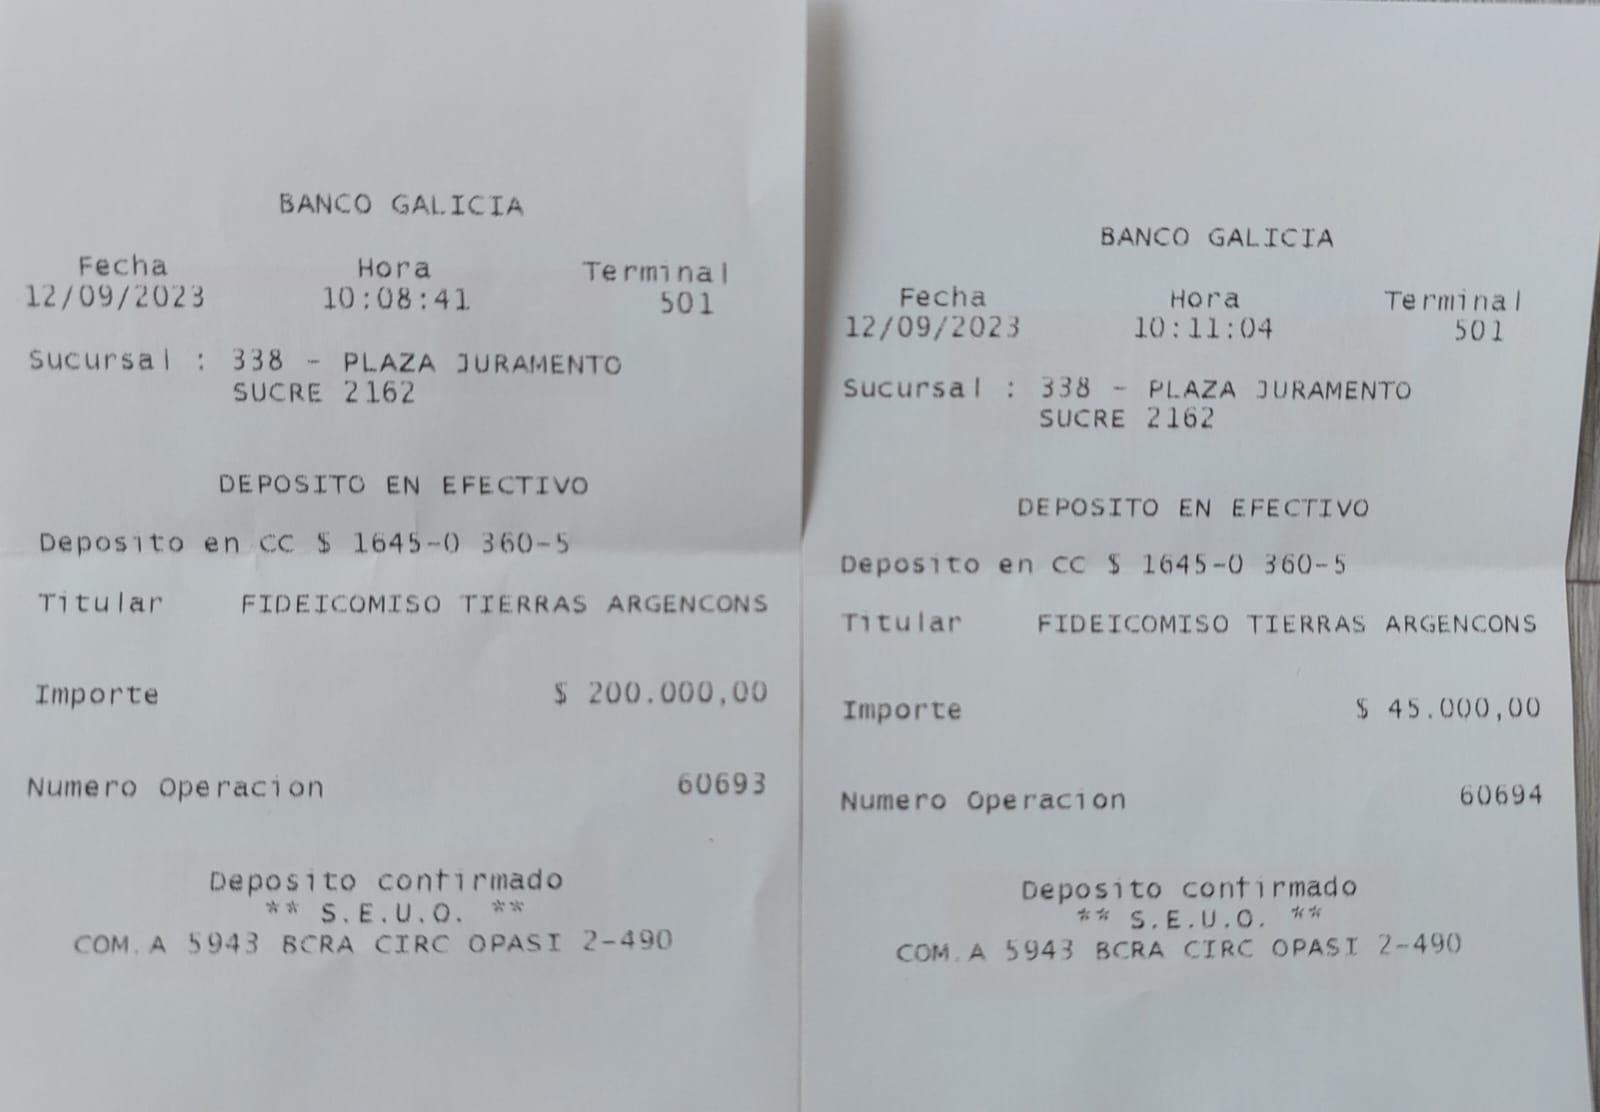 BANCO GALICIA
Fecha Hora Terminal
12/09/2023 10:08:41 501
Sucursal : 338 - PLAZA JURAMENTO
SUCRE 2162
DEPOSITO EN EFECTIVO
Deposito en CC $ 1645-0 360-5
Titular FIDEICOMISO TIERRAS ARGENCONS
Importe $ 200.000,00
Numero Operacion 60693
Deposito confirmado
** S.E.U.O. **
COM.A 5943 BCRA CIRC OPASI 2-490
BANCO GALICIA
Fecha Hora Terminal
12/09/2023 10:11:04 501
Sucursal : 338 - PLAZA JURAMENTO
SUCRE 2162
DEPOSITO EN EFECTIVO
Deposito en CC $ 1645-0 360-5
Titular FIDEICOMISO TIERRAS ARGENCONS
Importe $ 45.000,00
Numero Operacion 60694
Deposito confirmado
** S.E.U.O. **
COM.A 5943 BCRA CIRC OPASI 2-490